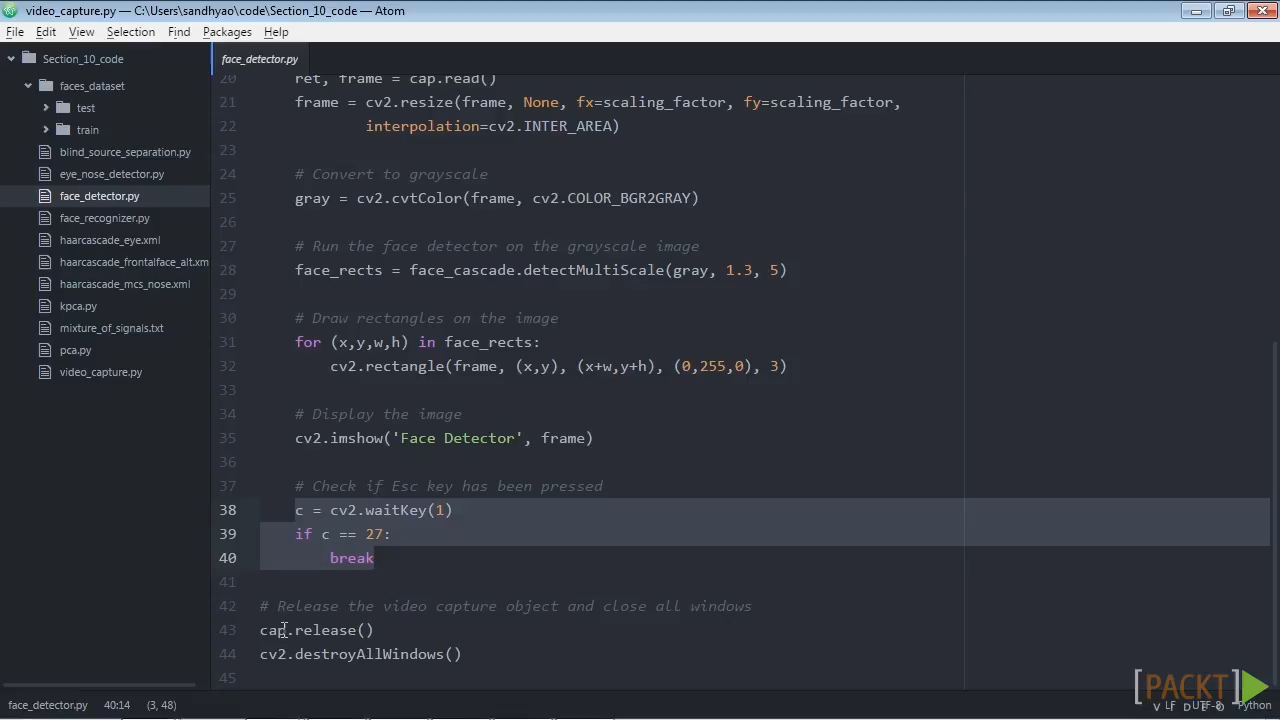 video_capture.py — C:\Users\sandhyao\code\Section_10_code — Atom
File Edit View Selection Find Packages Help
Section_10_code
faces_dataset
test
train
blind_source_separation.py
eye_nose_detector.py
face_detector.py
face_recognizer.py
haarcascade_eye.xml
haarcascade_frontalface_alt.xm
haarcascade_mcs_nose.xml
kpca.py
mixture_of_signals.txt
pca.py
video_capture.py
face_detector.py
20 ret, frame = cap.read()
21 frame = cv2.resize(frame, None, fx=scaling_factor, fy=scaling_factor,
22 interpolation=cv2.INTER_AREA)
23
24 # Convert to grayscale
25 gray = cv2.cvtColor(frame, cv2.COLOR_BGR2GRAY)
26
27 # Run the face detector on the grayscale image
28 face_rects = face_cascade.detectMultiScale(gray, 1.3, 5)
29
30 # Draw rectangles on the image
31 for (x,y,w,h) in face_rects:
32 cv2.rectangle(frame, (x,y), (x+w,y+h), (0,255,0), 3)
33
34 # Display the image
35 cv2.imshow('Face Detector', frame)
36
37 # Check if Esc key has been pressed
38 c = cv2.waitKey(1)
39 if c == 27:
40 break
41
42 # Release the video capture object and close all windows
43 cap.release()
44 cv2.destroyAllWindows()
45
face_detector.py 40:14 (3, 48) LF UTF-8 Python
[PACKT]
VIDEO